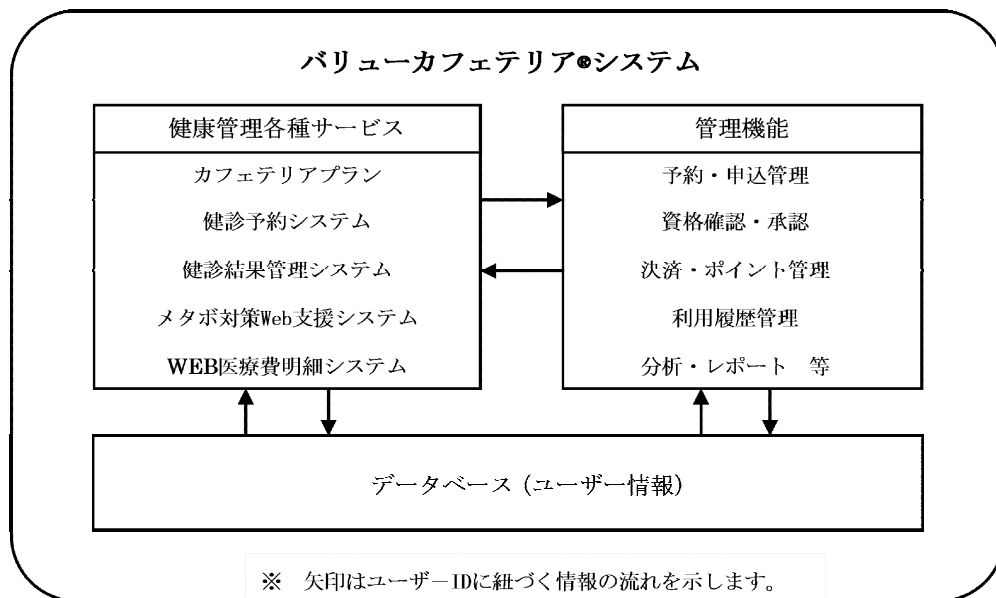 バリューカフェテリア®システム
健康管理各種サービス
カフェテリアプラン
健診予約システム
健診結果管理システム
メタボ対策Web支援システム
WEB医療費明細システム
管理機能
予約・申込管理
資格確認・承認
決済・ポイント管理
利用履歴管理
分析・レポート　等
データベース（ユーザー情報）
※　矢印はユーザーIDに紐づく情報の流れを示します。